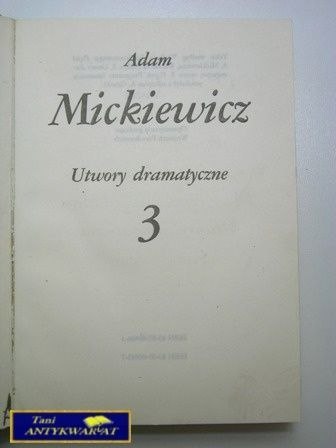 Adam
Mickiewicz
Utwory dramatyczne
3
Tani
ANTYKWARIAT